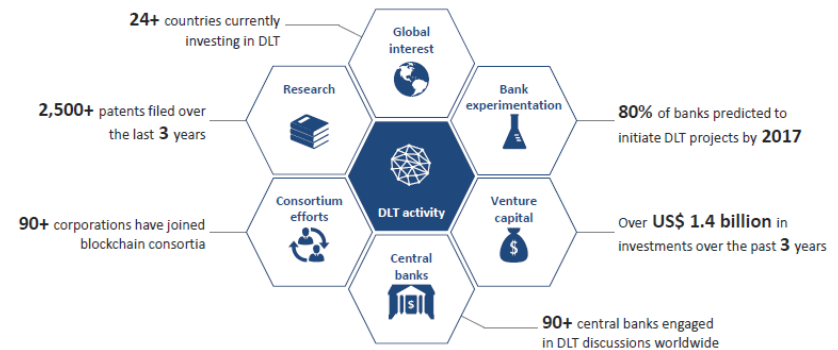 24+ countries currently
investing in DLT
Global
interest
Research
2,500+ patents filed over
the last 3 years
Bank
experimentation
80% of banks predicted to
initiate DLT projects by 2017
DLT activity
Consortium
efforts
90+ corporations have joined
blockchain consortia
Venture
capital
$
Over US$ 1.4 billion in
investments over the past 3 years
Central
banks
$
90+ central banks engaged
in DLT discussions worldwide